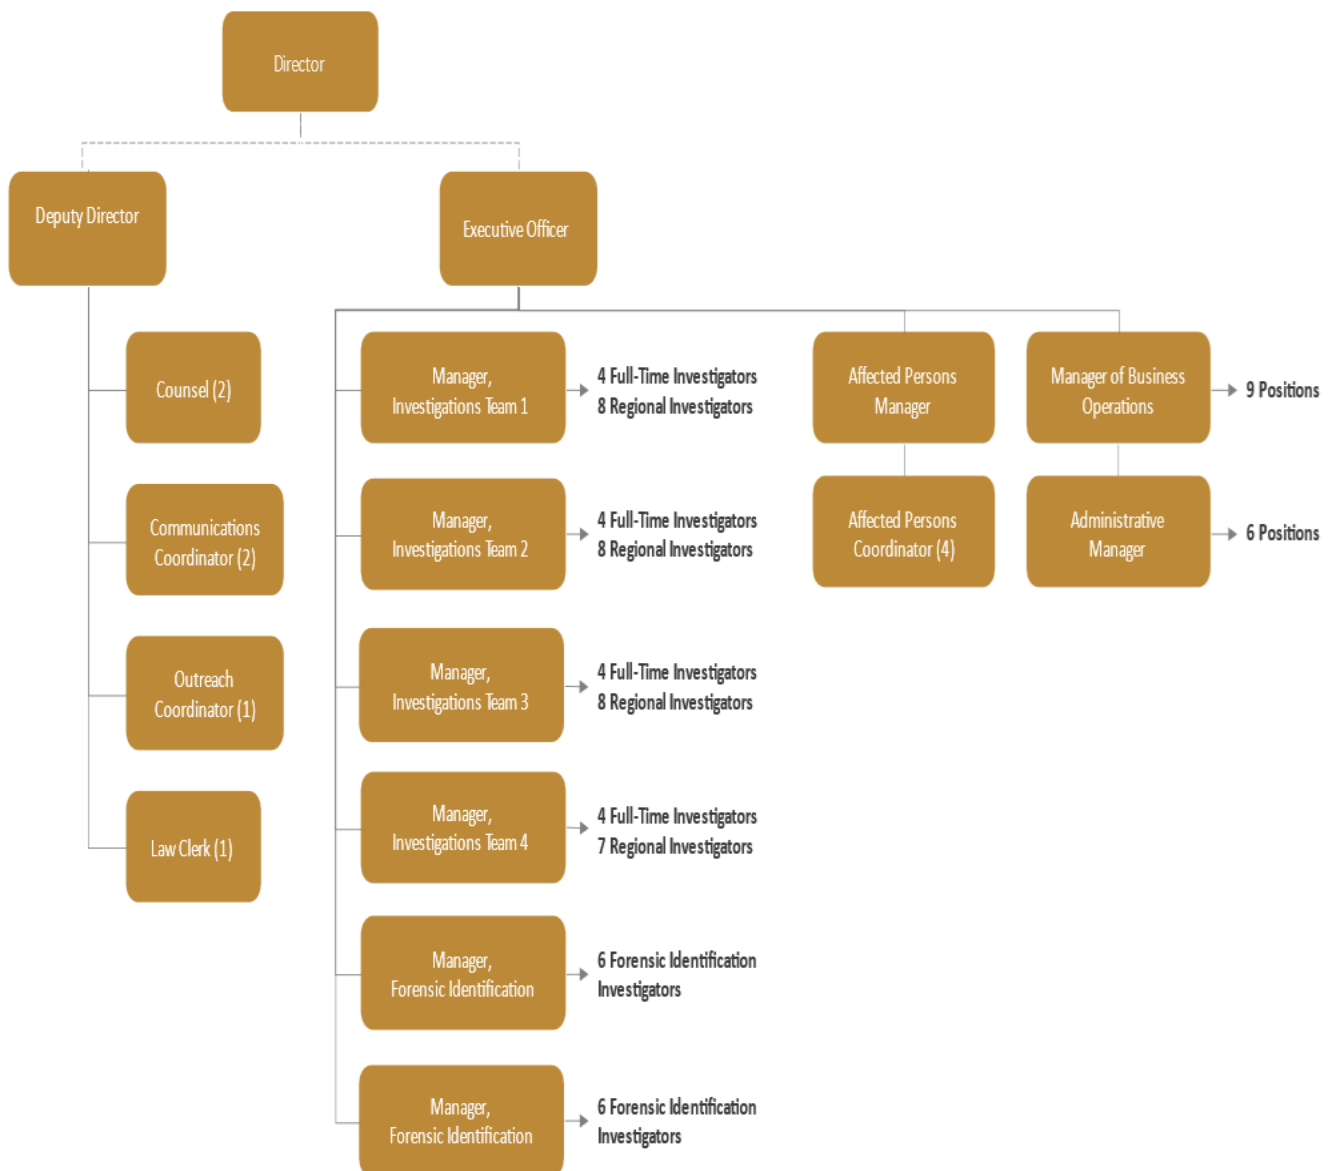 Director
Deputy Director
Executive Officer
Counsel (2)
Communications
Coordinator (2)
Outreach
Coordinator (1)
Law Clerk (1)
Manager,
Investigations Team 1
4 Full-Time Investigators
8 Regional Investigators
Manager,
Investigations Team 2
4 Full-Time Investigators
8 Regional Investigators
Manager,
Investigations Team 3
4 Full-Time Investigators
8 Regional Investigators
Manager,
Investigations Team 4
4 Full-Time Investigators
7 Regional Investigators
Manager,
Forensic Identification
6 Forensic Identification
Investigators
Manager,
Forensic Identification
6 Forensic Identification
Investigators
Affected Persons
Manager
Affected Persons
Coordinator (4)
Manager of Business
Operations
9 Positions
Administrative
Manager
6 Positions